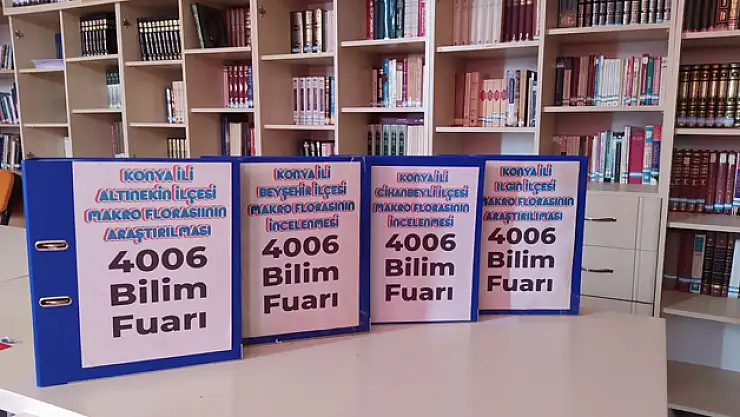 KONYA İLİ
ALTINEKİN İLÇESİ
MAKRO FLORASIININ
ARAŞTIRILMASI
4006
Bilim
Fuarı
KONYA İLİ
BEYŞEHİR İLÇESİ
MAKRO FLORASININ
İNCELENMESİ
4006
Bilim
Fuarı
KONYA İLİ
CİHANBEYLİ İLÇESİ
MAKRO FLORASININ
İNCELENMESİ
4006
Bilim
Fuarı
KONYA İLİ
ILGIN İLÇESİ
MAKRO FLORASININ
ARAŞTIRILMASI
4006
Bilim
Fuarı